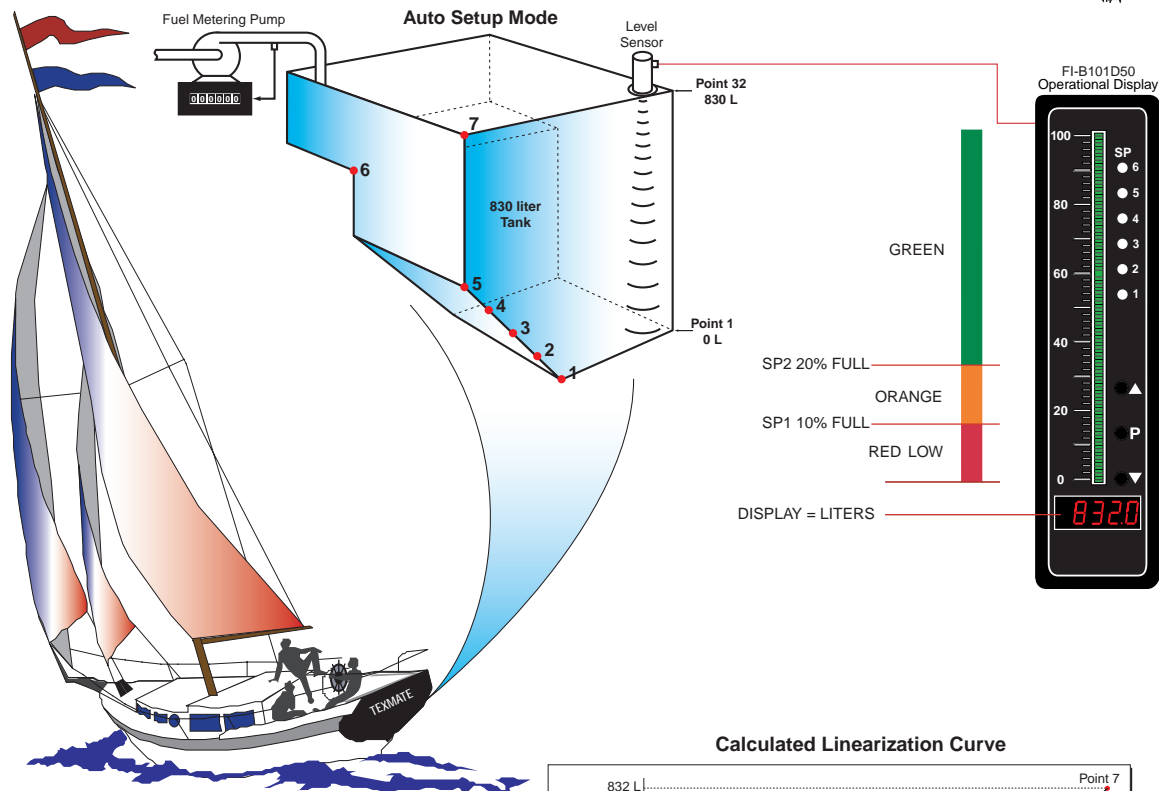 Auto Setup Mode
Fuel Metering Pump
000000
Level
Sensor
Point 32
830 L
7
6
830 liter
Tank
5
4
3
2
1
Point 1
0 L
FI-B101D50
Operational Display
100
80
60
40
20
0
SP
6
5
4
3
2
1
P
832.0
GREEN
SP2 20% FULL
ORANGE
SP1 10% FULL
RED LOW
DISPLAY = LITERS
TEXMATE
Calculated Linearization Curve
832 L
Point 7